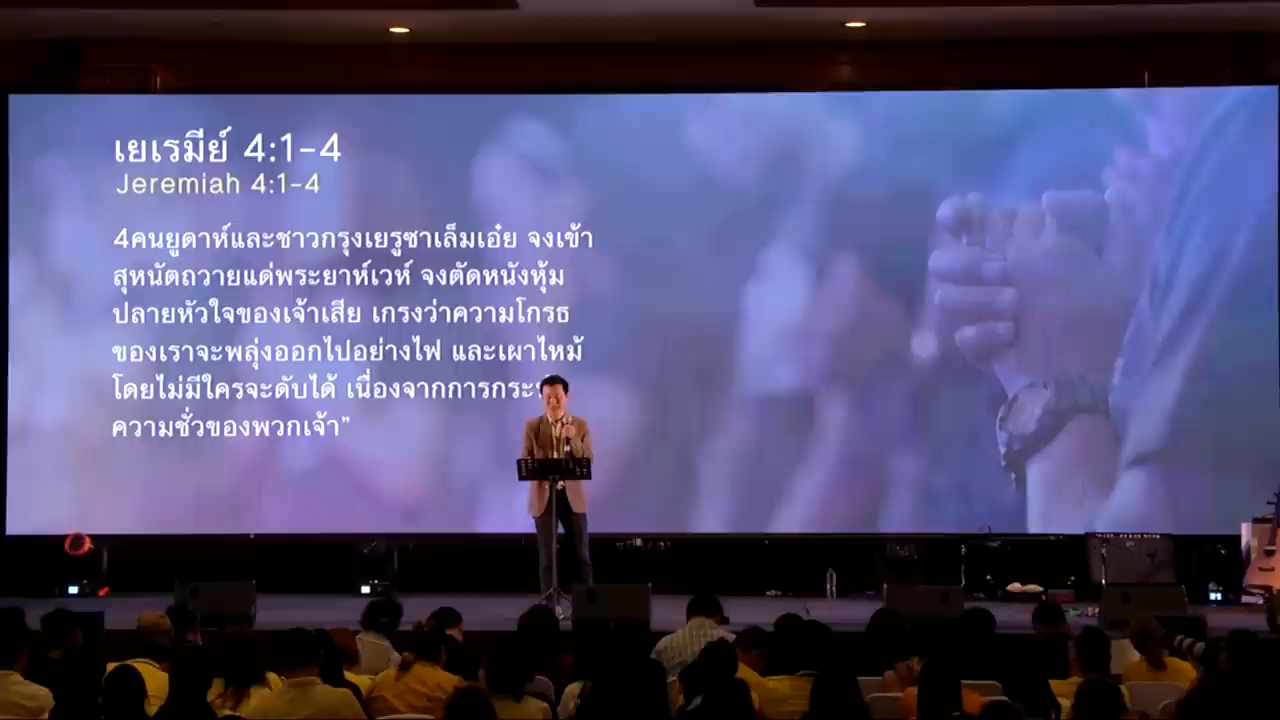 เยเรมีย์ 4:1-4
Jeremiah 4:1-4
4คนยูดาห์และชาวกรุงเยรูซาเล็มเอ๋ย จงเข้า
สุหนัตถวายแด่พระยาห์เวห์ จงตัดหนังหุ้ม
ปลายหัวใจของเจ้าเสีย เกรงว่าความโกรธ
ของเราจะพลุ่งออกไปอย่างไฟ และเผาไหม้
โดยไม่มีใครจะดับได้ เนื่องจากการ
ความชั่วของพวกเจ้า”